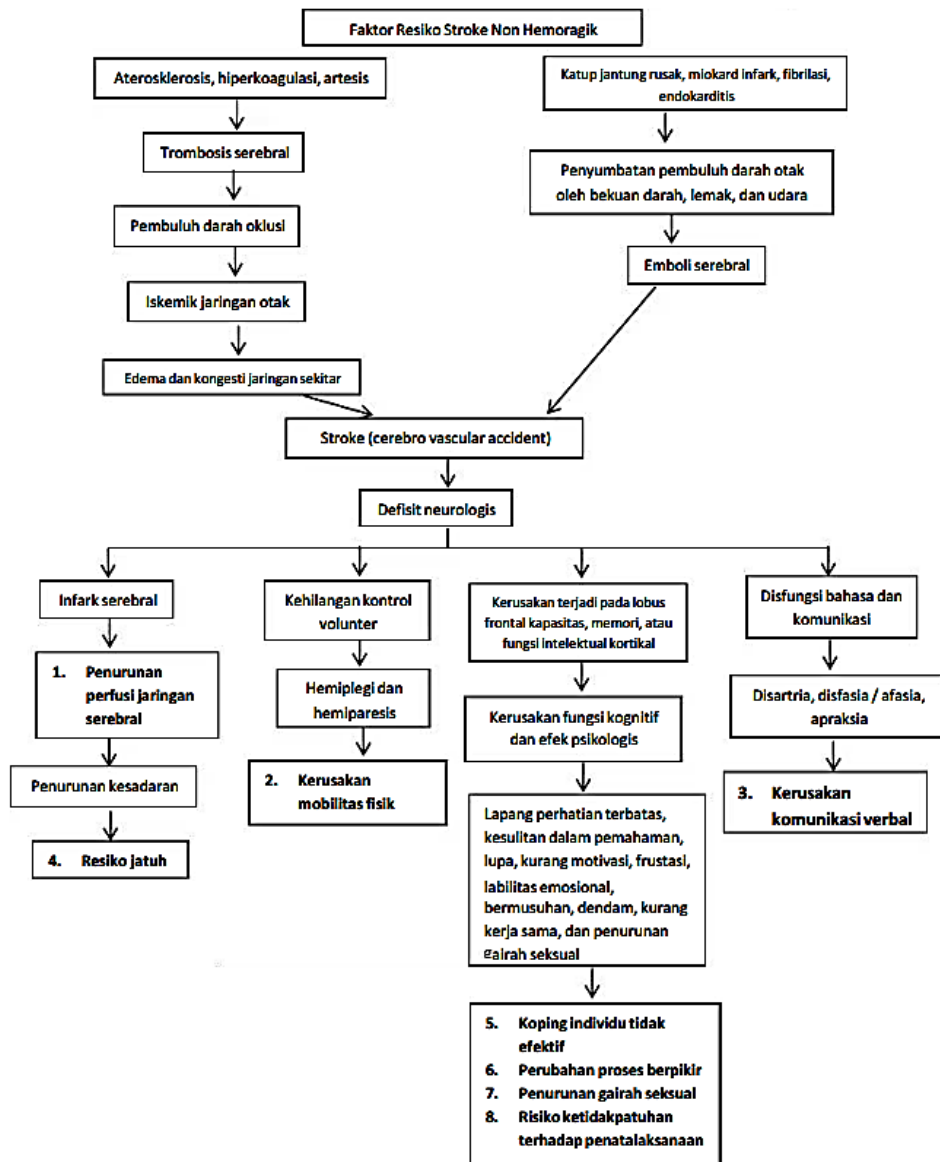 Faktor Resiko Stroke Non Hemoragik
Aterosklerosis, hiperkoagulasi, artesis
Katup jantung rusak, miokard infark, fibrilasi,
endokarditis
Trombosis serebral
Penyumbatan pembuluh darah otak
oleh bekuan darah, lemak, dan udara
Pembuluh darah oklusi
Emboli serebral
Iskemik jaringan otak
Edema dan kongesti jaringan sekitar
Stroke (cerebro vascular accident)
Defisit neurologis
Infark serebral
1. Penurunan
perfusi jaringan
serebral
Penurunan kesadaran
4. Resiko jatuh
Kehilangan kontrol
volunter
Hemiplegi dan
hemiparesis
2. Kerusakan
mobilitas fisik
Kerusakan terjadi pada lobus
frontal kapasitas, memori, atau
fungsi intelektual kortikal
Kerusakan fungsi kognitif
dan efek psikologis
Lapang perhatian terbatas,
kesulitan dalam pemahaman,
lupa, kurang motivasi, frustasi,
labilitas emosional,
bermusuhan, dendam, kurang
kerja sama, dan penurunan
gairah seksual
5. Koping individu tidak
efektif
6. Perubahan proses berpikir
7. Penurunan gairah seksual
8. Risiko ketidakpatuhan
terhadap penatalaksanaan
Disfungsi bahasa dan
komunikasi
Disartria, disfasia / afasia,
apraksia
3. Kerusakan
komunikasi verbal